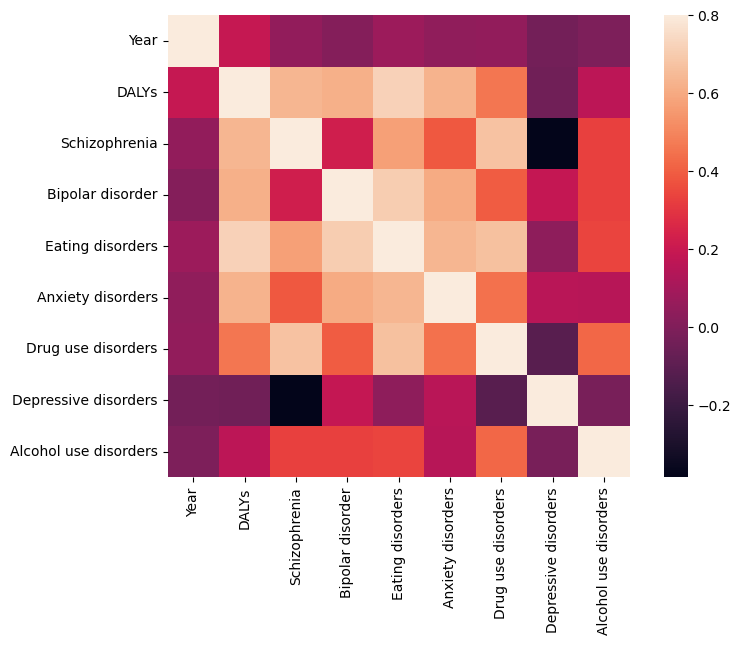 Year
DALYs
Schizophrenia
Bipolar disorder
Eating disorders
Anxiety disorders
Drug use disorders
Depressive disorders
Alcohol use disorders
Year
DALYs
Schizophrenia
Bipolar disorder
Eating disorders
Anxiety disorders
Drug use disorders
Depressive disorders
Alcohol use disorders
0.8
0.6
0.4
0.2
0.0
−0.2